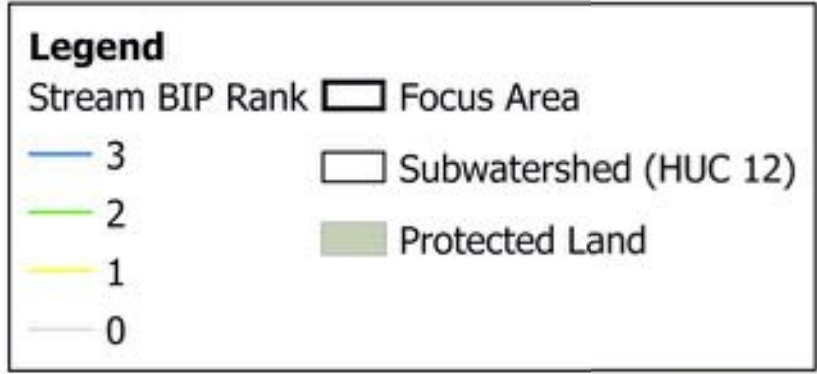 Legend
Stream BIP Rank
3
2
1
0
Focus Area
Subwatershed (HUC 12)
Protected Land